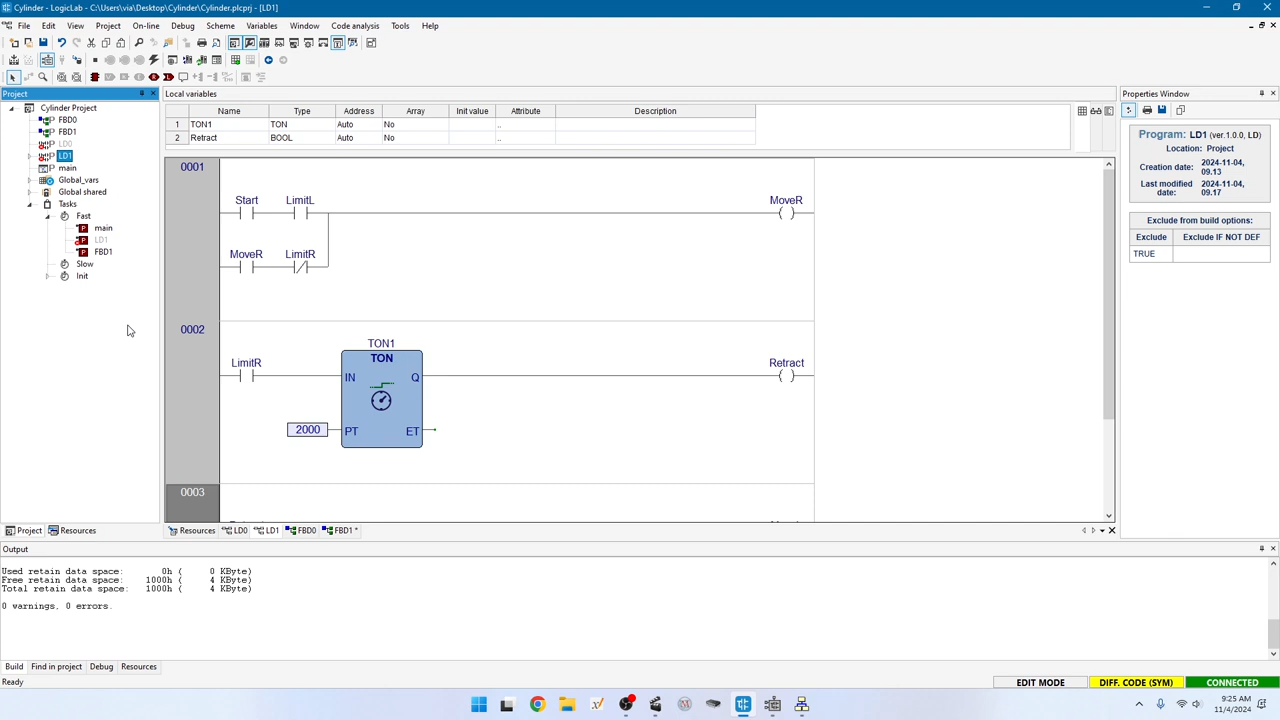 Cylinder - LogicLab - C:\Users\via\Desktop\Cylinder\Cylinder.plcprj - [LD1]
File Edit View Project On-line Debug Scheme Variables Window Code analysis Tools Help
Project
Cylinder Project
FBD0
FBD1
LD0
LD1
main
Global_vars
Global shared
Tasks
Fast
main
LD1
FBD1
Slow
Init
Project Resources
Local variables
Name Type Address Array Init value Attribute Description
1 TON1 TON Auto No ..
2 Retract BOOL Auto No ..
0001
Start LimitL MoveR
MoveR LimitR
0002
TON1
LimitR TON Retract
IN Q
2000 PT ET
0003
Resources LD0 LD1 FBD0 FBD1 *
Properties Window
Program: LD1 (ver.1.0.0, LD)
Location: Project
Creation date: 2024-11-04, 09.13
Last modified date: 2024-11-04, 09.17
Exclude from build options:
Exclude Exclude IF NOT DEF
TRUE
Output
Used retain data space: 0h ( 0 KByte)
Free retain data space: 1000h ( 4 KByte)
Total retain data space: 1000h ( 4 KByte)
0 warnings, 0 errors.
Build Find in project Debug Resources
Ready EDIT MODE DIFF. CODE (SYM) CONNECTED
9:25 AM
11/4/2024